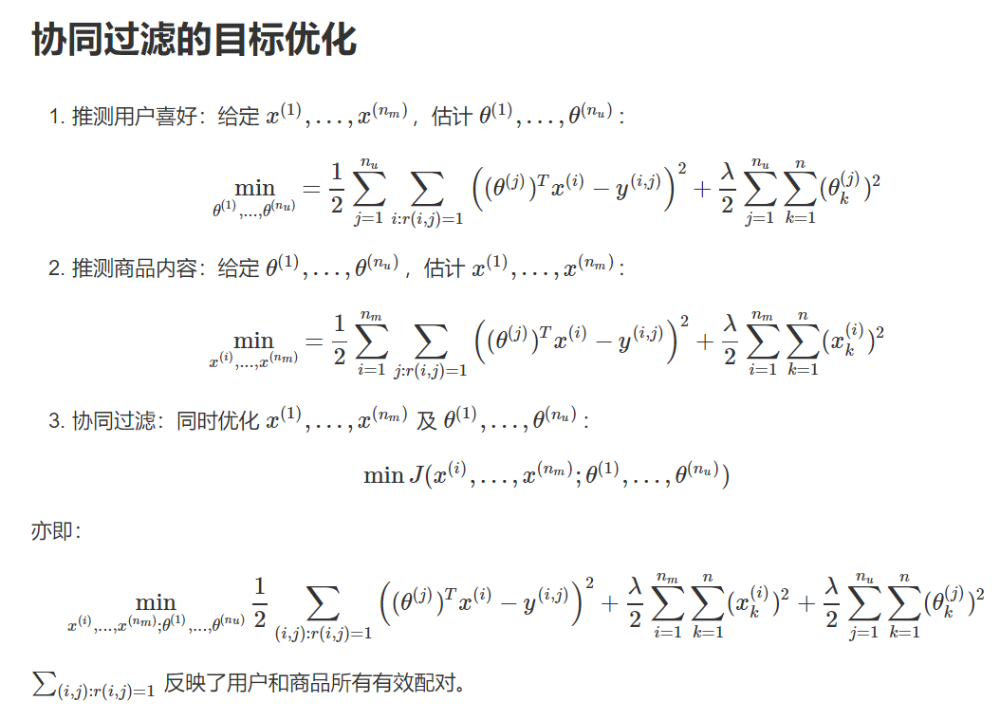 协同过滤的目标优化
1. 推测用户喜好：给定 $x^{(1)},\ldots,x^{(n_m)}$，估计 $\theta^{(1)},\ldots,\theta^{(n_u)}$：
$\min_{\theta^{(1)},\ldots,\theta^{(n_u)}} = \frac{1}{2}\sum_{j=1}^{n_u}\sum_{i:r(i,j)=1}\left((\theta^{(j)})^T x^{(i)} - y^{(i,j)}\right)^2 + \frac{\lambda}{2}\sum_{j=1}^{n_u}\sum_{k=1}^{n}(\theta_k^{(j)})^2$
2. 推测商品内容：给定 $\theta^{(1)},\ldots,\theta^{(n_u)}$，估计 $x^{(1)},\ldots,x^{(n_m)}$：
$\min_{x^{(i)},\ldots,x^{(n_m)}} = \frac{1}{2}\sum_{i=1}^{n_m}\sum_{j:r(i,j)=1}\left((\theta^{(j)})^T x^{(i)} - y^{(i,j)}\right)^2 + \frac{\lambda}{2}\sum_{i=1}^{n_m}\sum_{k=1}^{n}(x_k^{(i)})^2$
3. 协同过滤：同时优化 $x^{(1)},\ldots,x^{(n_m)}$ 及 $\theta^{(1)},\ldots,\theta^{(n_u)}$：
$\min J(x^{(i)},\ldots,x^{(n_m)};\theta^{(1)},\ldots,\theta^{(n_u)})$
亦即：
$\min_{x^{(i)},\ldots,x^{(n_m)};\theta^{(1)},\ldots,\theta^{(n_u)}} \frac{1}{2}\sum_{(i,j):r(i,j)=1}\left((\theta^{(j)})^T x^{(i)} - y^{(i,j)}\right)^2 + \frac{\lambda}{2}\sum_{i=1}^{n_m}\sum_{k=1}^{n}(x_k^{(i)})^2 + \frac{\lambda}{2}\sum_{j=1}^{n_u}\sum_{k=1}^{n}(\theta_k^{(j)})^2$
$\sum_{(i,j):r(i,j)=1}$ 反映了用户和商品所有有效配对。